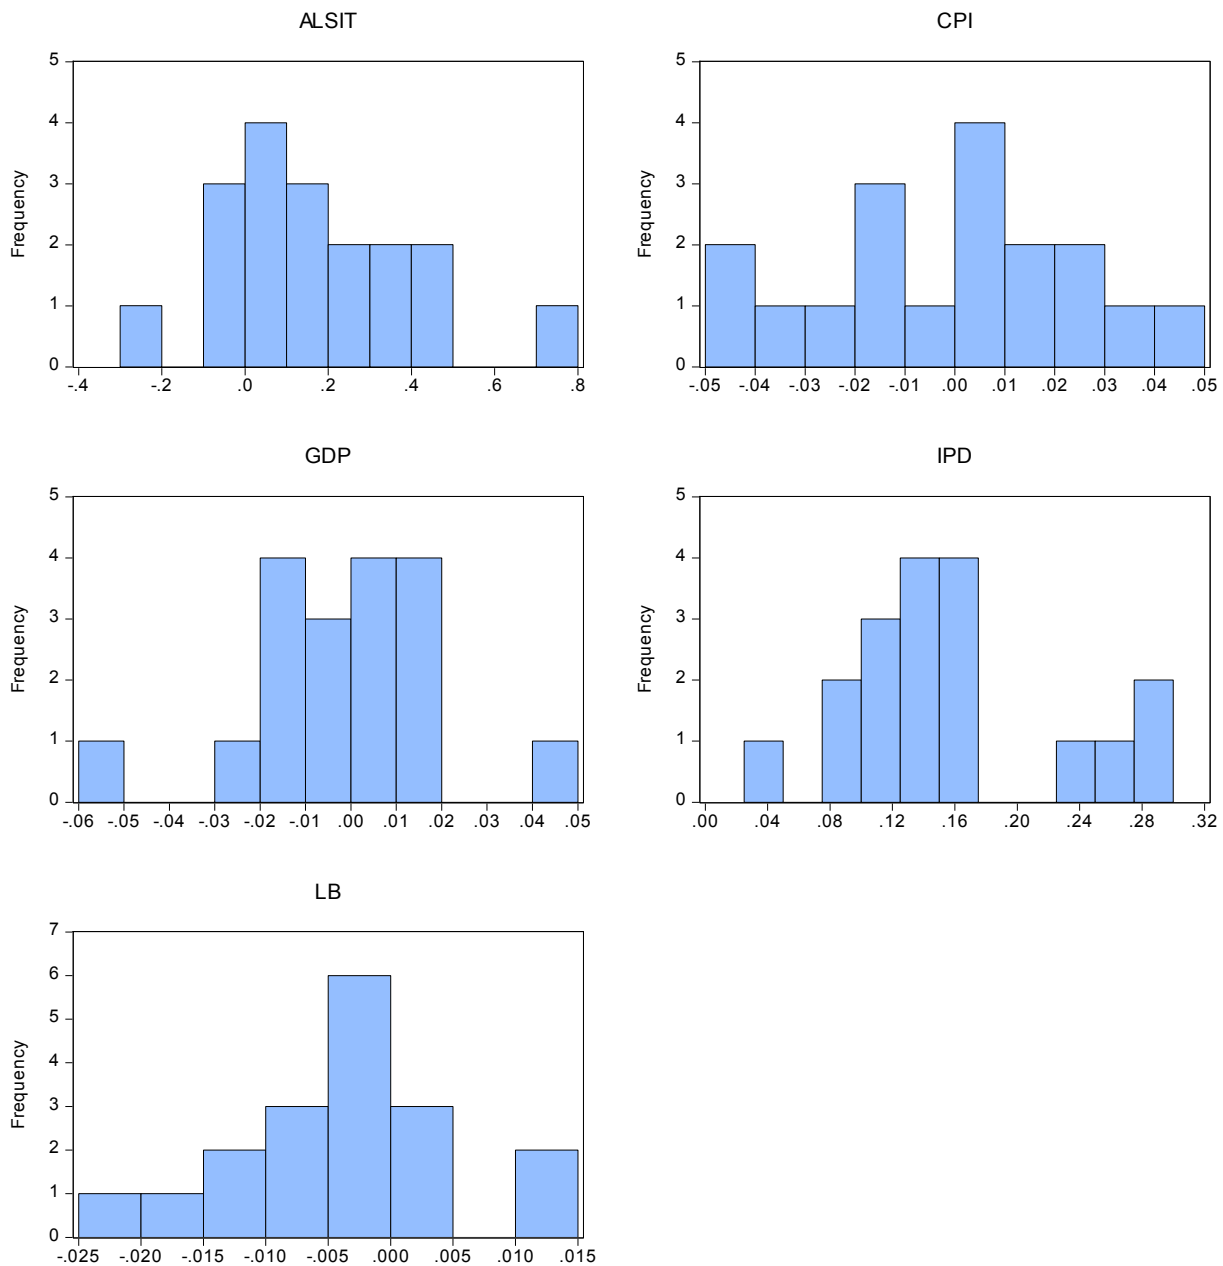 ALSIT
5
4
3
2
1
0
Frequency
-.4 -.2 .0 .2 .4 .6 .8
CPI
5
4
3
2
1
0
Frequency
-.05 -.04 -.03 -.02 -.01 .00 .01 .02 .03 .04 .05
GDP
5
4
3
2
1
0
Frequency
-.06 -.05 -.04 -.03 -.02 -.01 .00 .01 .02 .03 .04 .05
IPD
5
4
3
2
1
0
Frequency
.00 .04 .08 .12 .16 .20 .24 .28 .32
LB
7
6
5
4
3
2
1
0
Frequency
-.025 -.020 -.015 -.010 -.005 .000 .005 .010 .015